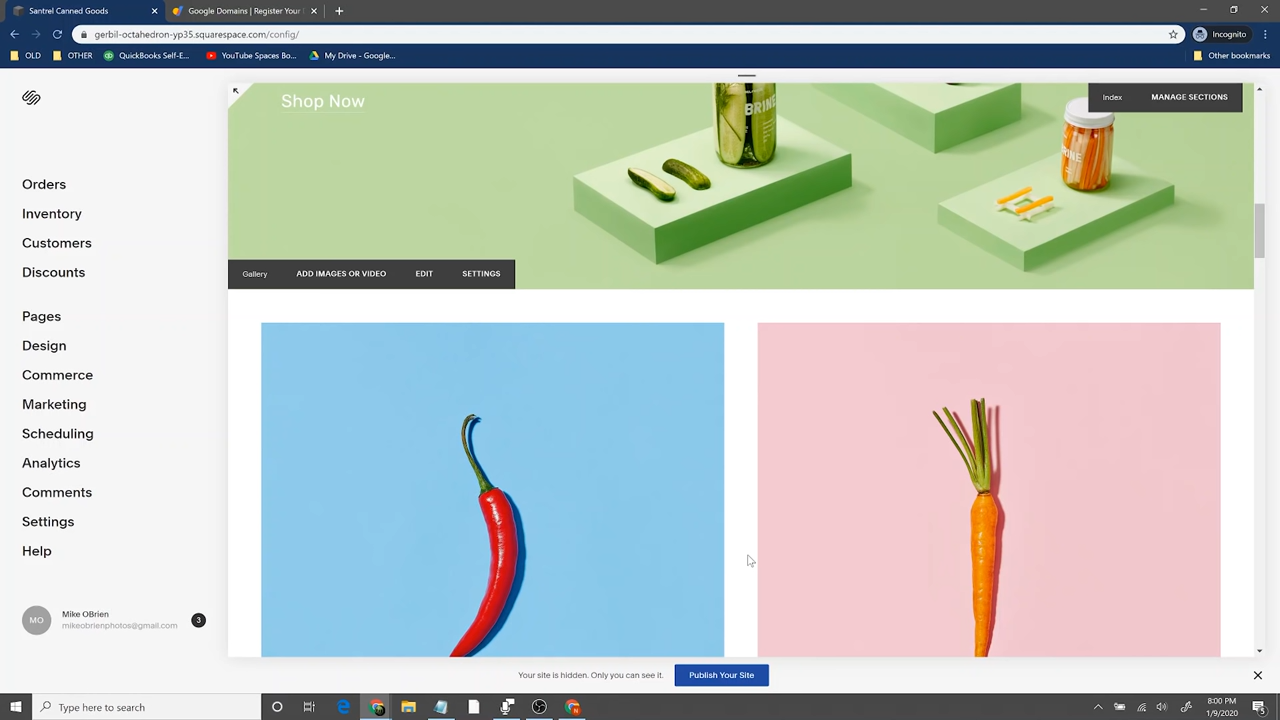 Santrel Canned Goods
Google Domains | Register Your
gerbil-octahedron-yp35.squarespace.com/config/
Incognito
OLD
OTHER
QuickBooks Self-E...
YouTube Spaces Bo...
My Drive - Google...
Other bookmarks
Shop Now
BRINE
BRINE
Index
MANAGE SECTIONS
Orders
Inventory
Customers
Discounts
Pages
Design
Commerce
Marketing
Scheduling
Analytics
Comments
Settings
Help
Gallery
ADD IMAGES OR VIDEO
EDIT
SETTINGS
MO
Mike OBrien
mikeobrienphotos@gmail.com
3
Your site is hidden. Only you can see it.
Publish Your Site
Type here to search
8:00 PM
1/9/2020